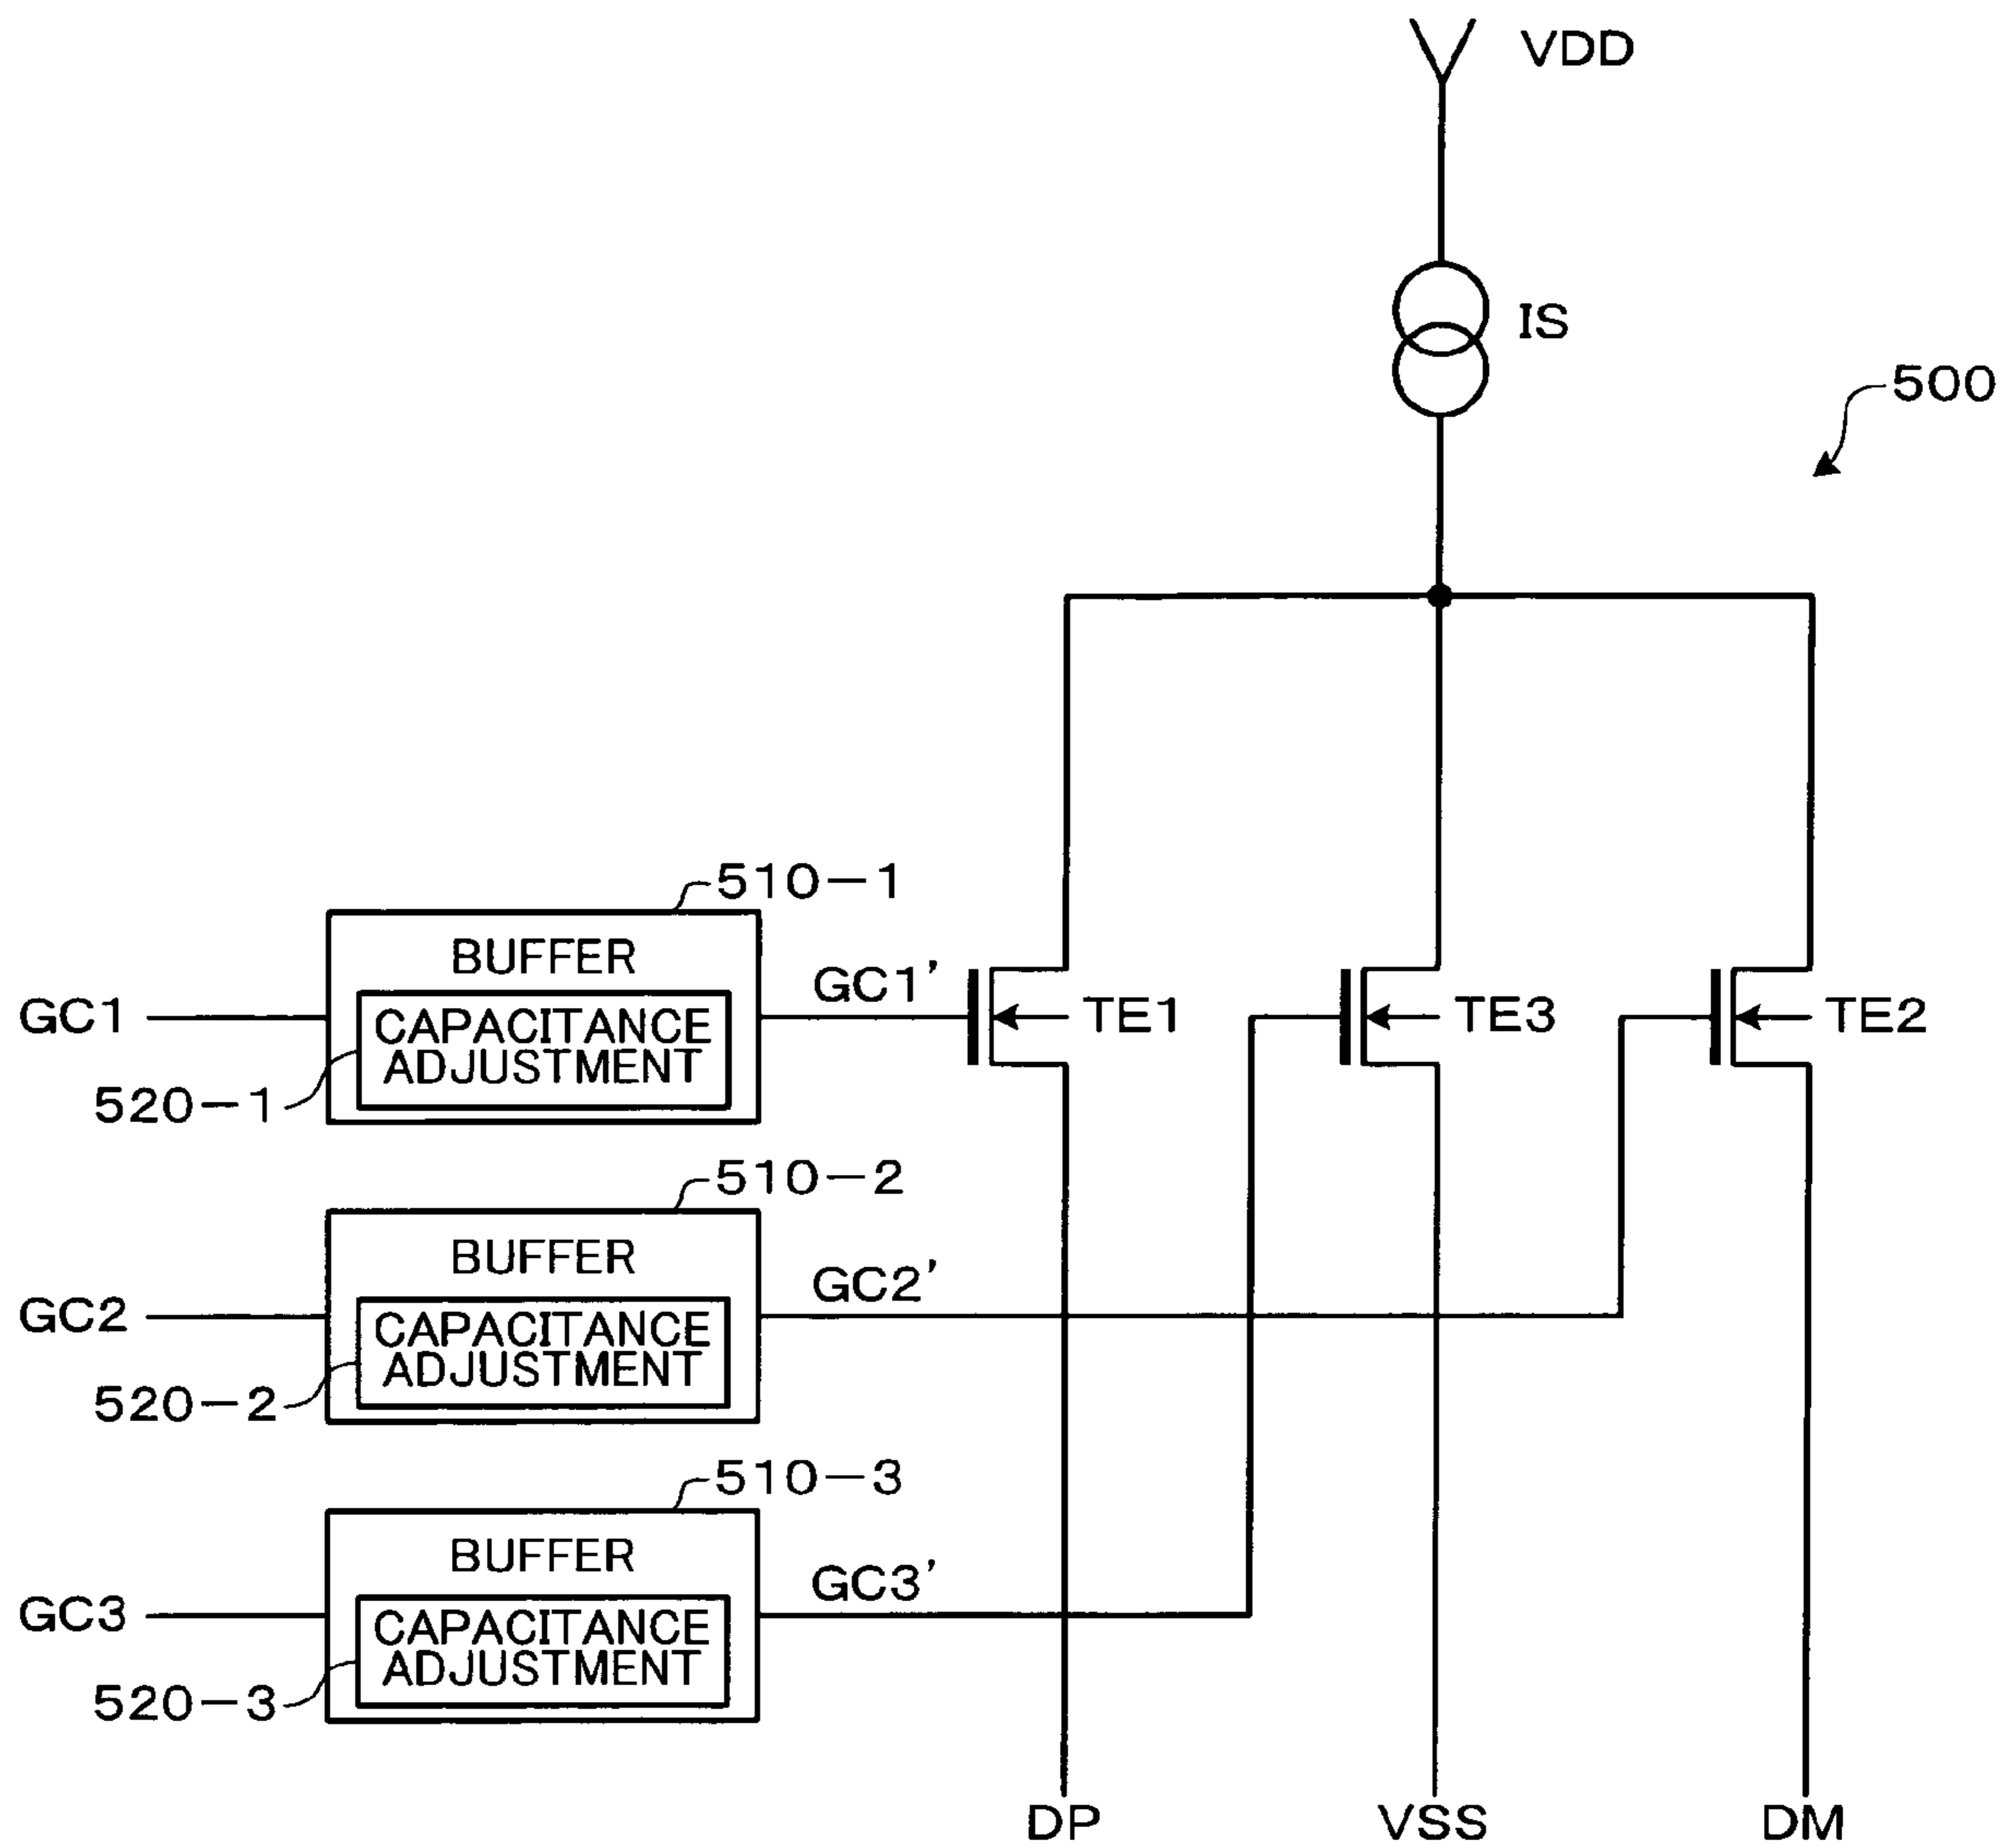 VDD
IS
500
510-1
BUFFER
GC1
CAPACITANCE
ADJUSTMENT
GC1'
TE1
TE3
TE2
520-1
510-2
BUFFER
GC2
CAPACITANCE
ADJUSTMENT
GC2'
520-2
510-3
BUFFER
GC3
CAPACITANCE
ADJUSTMENT
GC3'
520-3
DP
VSS
DM